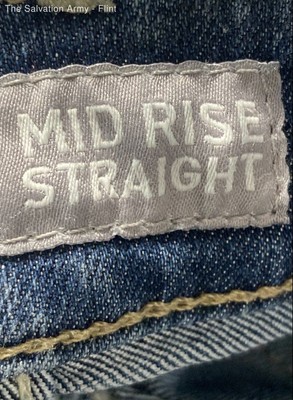 The Salvation Army - Flint
MID RISE
STRAIGHT